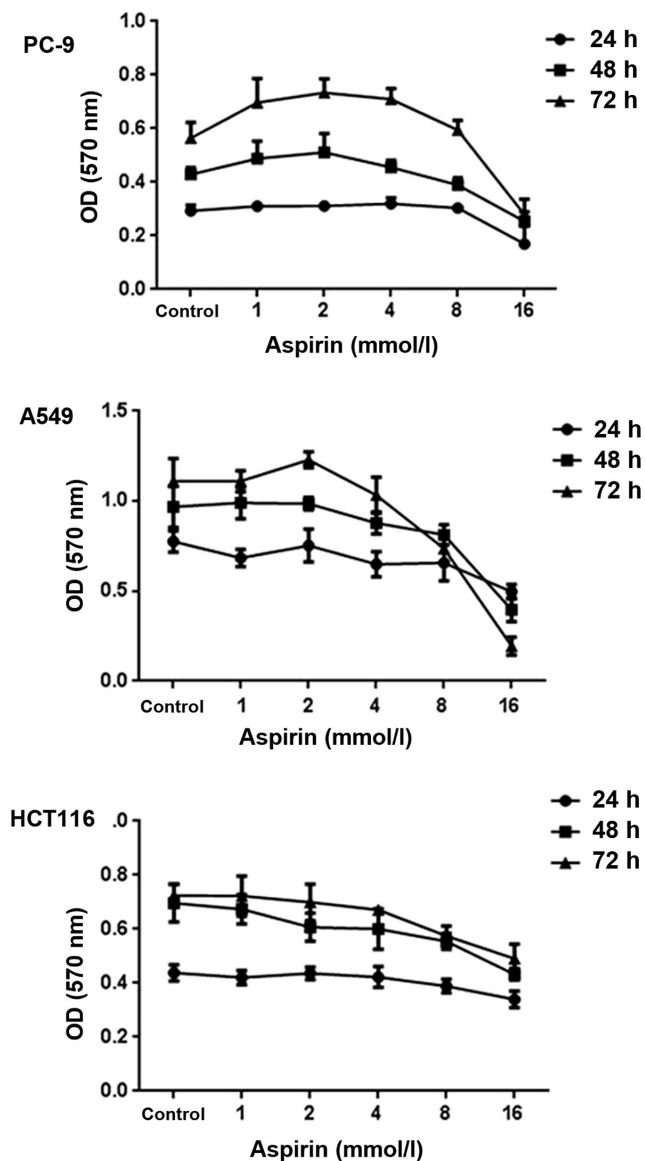 PC-9
24 h
48 h
72 h
OD (570 nm)
1.0
0.8
0.6
0.4
0.2
0.0
Control 1 2 4 8 16
Aspirin (mmol/l)
A549
24 h
48 h
72 h
OD (570 nm)
1.5
1.0
0.5
0.0
Control 1 2 4 8 16
Aspirin (mmol/l)
HCT116
24 h
48 h
72 h
OD (570 nm)
.0
0.8
0.6
0.4
0.2
0.0
Control 1 2 4 8 16
Aspirin (mmol/l)